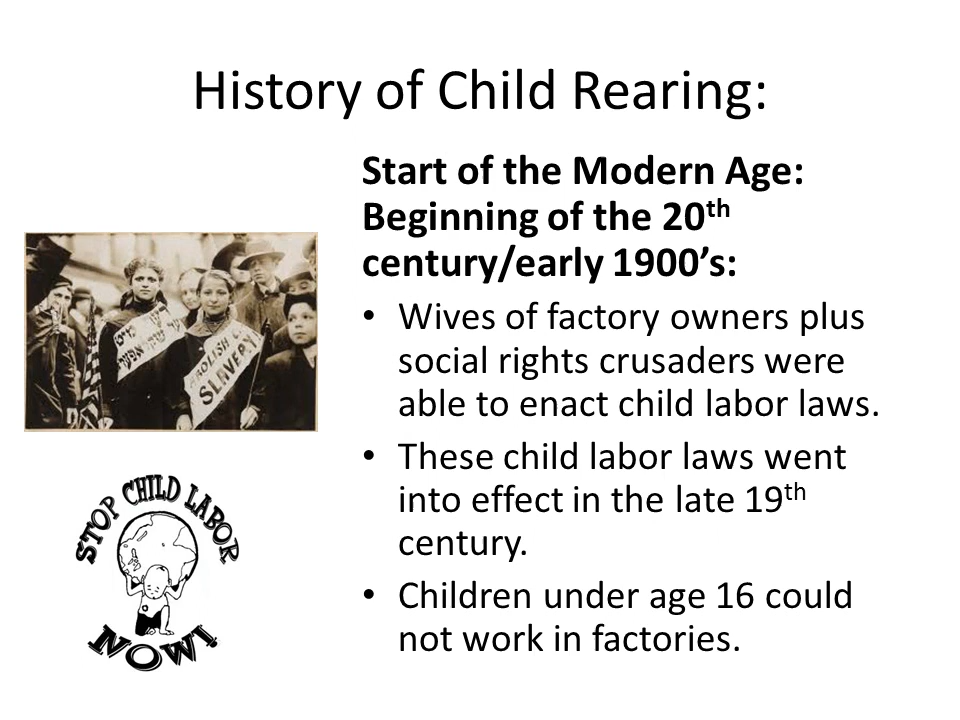 History of Child Rearing:
Start of the Modern Age:
Beginning of the 20th
century/early 1900’s:
• Wives of factory owners plus
social rights crusaders were
able to enact child labor laws.
• These child labor laws went
into effect in the late 19th
century.
• Children under age 16 could
not work in factories.
ABOLISH
SLAVERY
STOP CHILD LABOR
NOW!